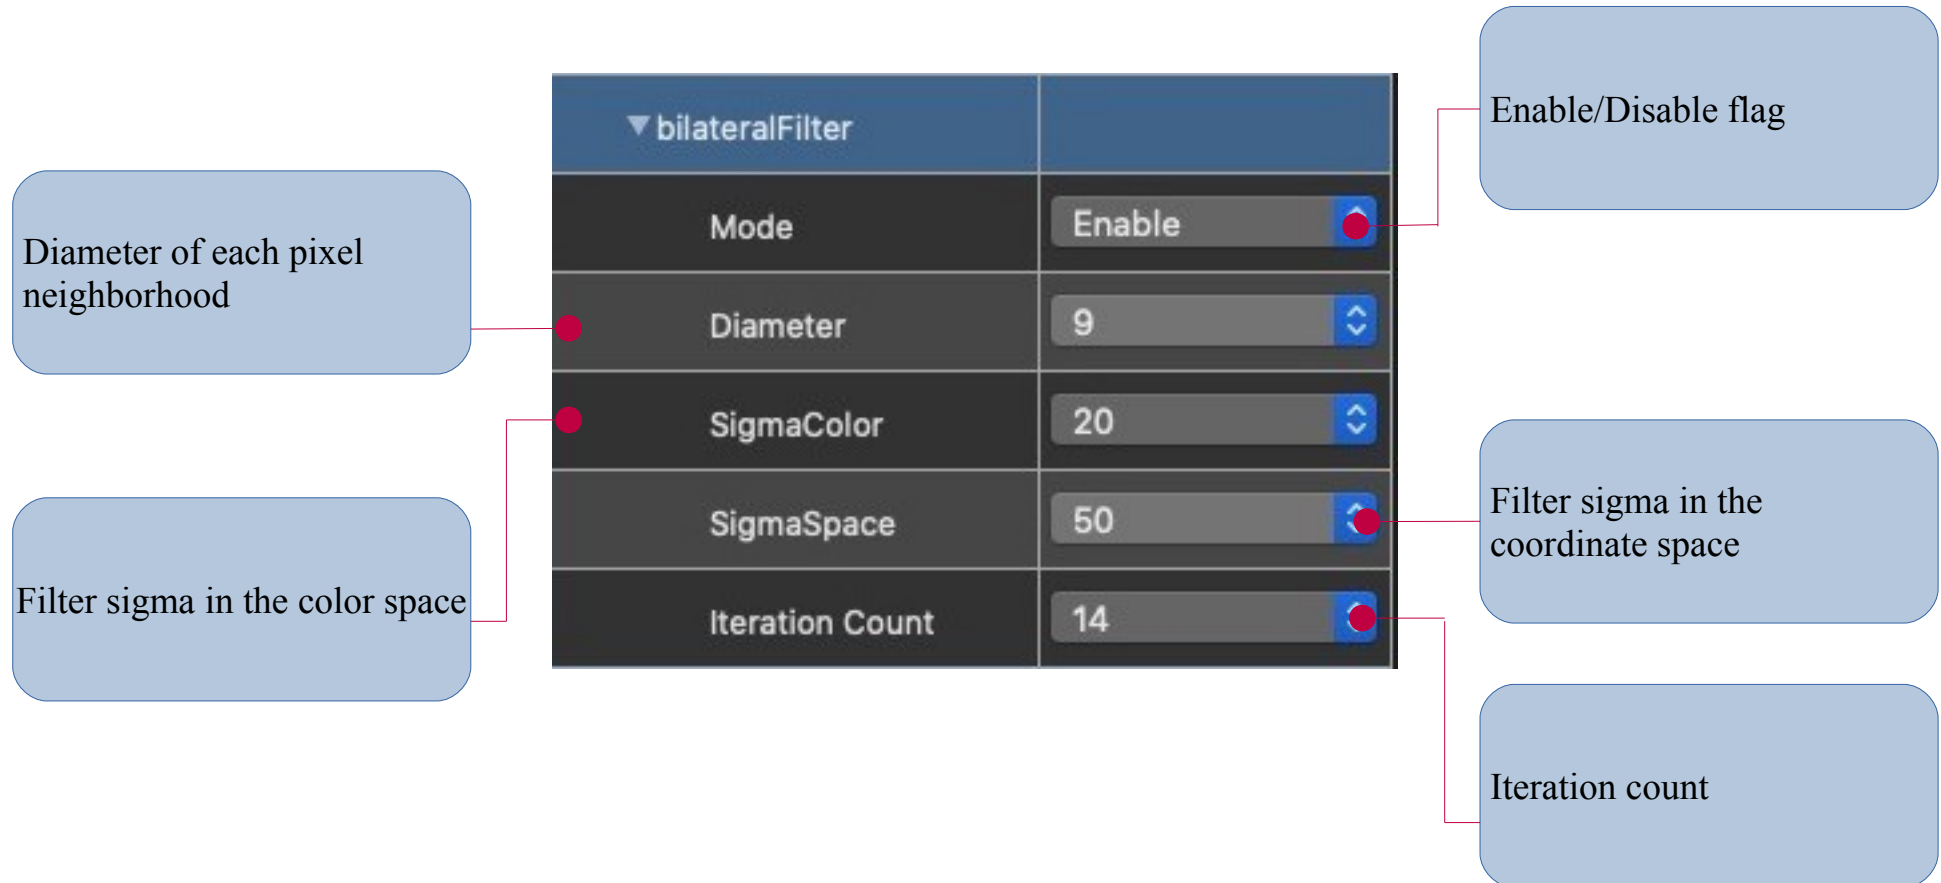 Enable/Disable flag
bilateralFilter
Mode
Enable
Diameter of each pixel
neighborhood
Diameter
9
SigmaColor
20
SigmaSpace
50
Filter sigma in the
coordinate space
Filter sigma in the color space
Iteration Count
14
Iteration count